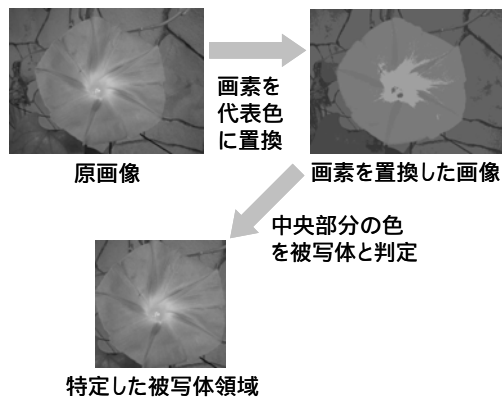 画素を
代表色
に置換
原画像
画素を置換した画像
中央部分の色
を被写体と判定
特定した被写体領域